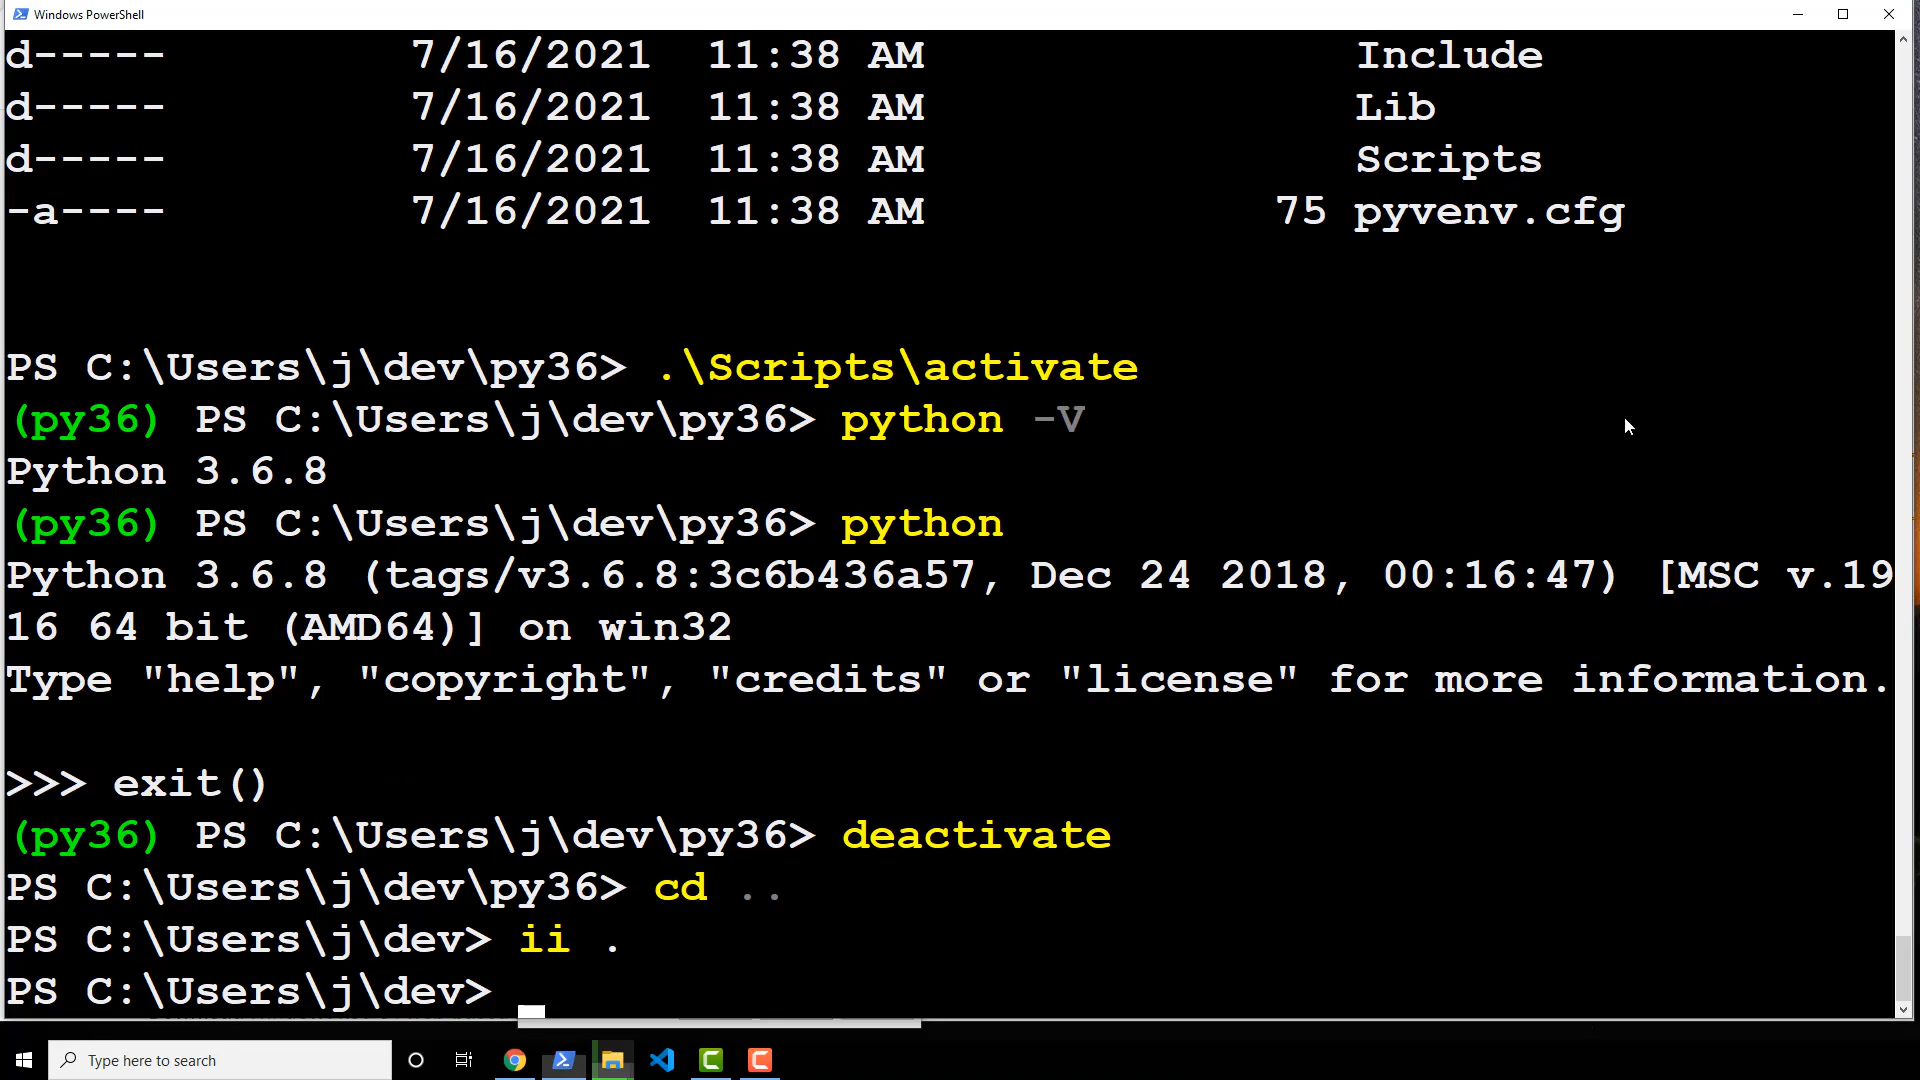 Windows PowerShell
d----- 7/16/2021 11:38 AM Include
d----- 7/16/2021 11:38 AM Lib
d----- 7/16/2021 11:38 AM Scripts
-a---- 7/16/2021 11:38 AM 75 pyvenv.cfg
PS C:\Users\j\dev\py36> .\Scripts\activate
(py36) PS C:\Users\j\dev\py36> python -V
Python 3.6.8
(py36) PS C:\Users\j\dev\py36> python
Python 3.6.8 (tags/v3.6.8:3c6b436a57, Dec 24 2018, 00:16:47) [MSC v.19
16 64 bit (AMD64)] on win32
Type "help", "copyright", "credits" or "license" for more information.
>>> exit()
(py36) PS C:\Users\j\dev\py36> deactivate
PS C:\Users\j\dev\py36> cd ..
PS C:\Users\j\dev> ii .
PS C:\Users\j\dev>
Type here to search